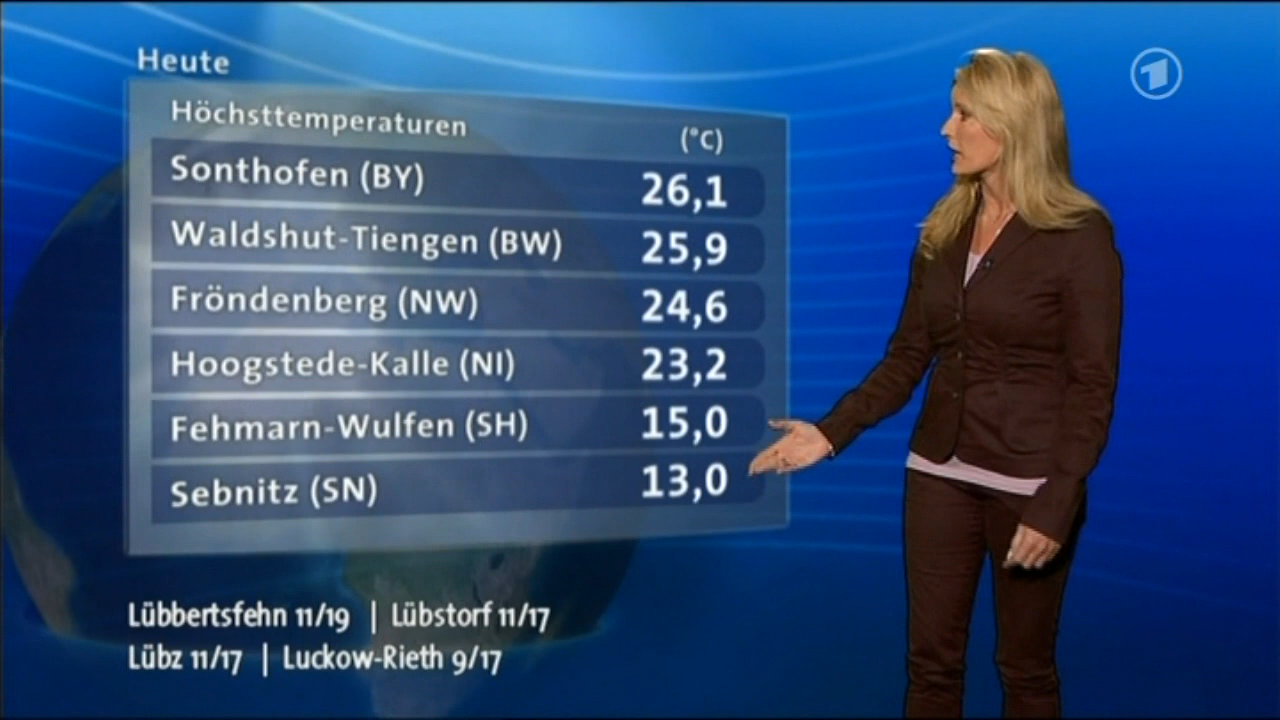 Heute
Höchsttemperaturen (°C)
Sonthofen (BY) 26,1
Waldshut-Tiengen (BW) 25,9
Fröndenberg (NW) 24,6
Hoogstede-Kalle (NI) 23,2
Fehmarn-Wulfen (SH) 15,0
Sebnitz (SN) 13,0
Lübbertsfehn 11/19 | Lübstorf 11/17
Lübz 11/17 | Luckow-Rieth 9/17
1